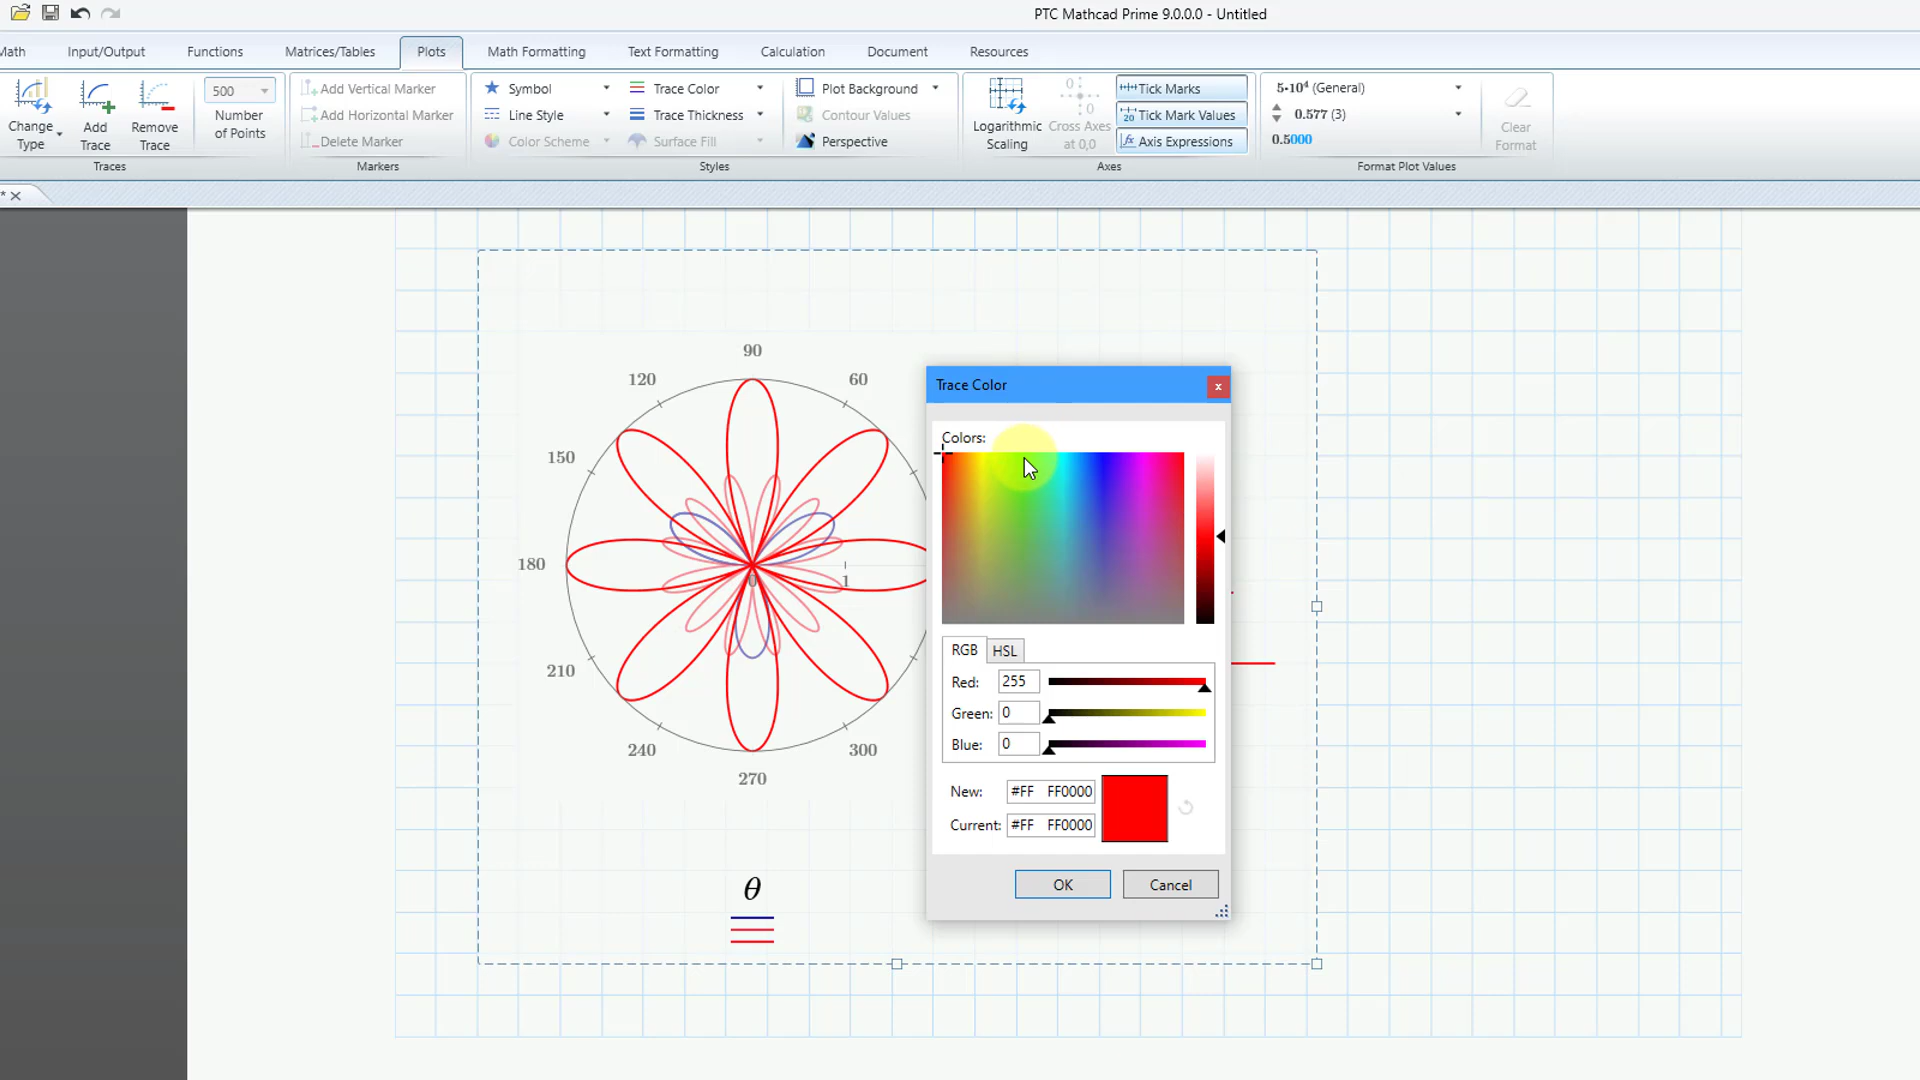 PTC Mathcad Prime 9.0.0.0 - Untitled
Math Input/Output Functions Matrices/Tables Plots Math Formatting Text Formatting Calculation Document Resources
Change Type
Add Trace
Remove Trace
500
Number of Points
Traces
Add Vertical Marker
Add Horizontal Marker
Delete Marker
Markers
Symbol
Line Style
Color Scheme
Trace Color
Trace Thickness
Surface Fill
Plot Background
Contour Values
Perspective
Styles
Logarithmic Scaling
Cross Axes at 0,0
Tick Marks
Tick Mark Values
Axis Expressions
Axes
5·10⁴ (General)
0.577 (3)
0.5000
Format Plot Values
Clear Format
*
90
120
60
150
180
0
1
210
240
300
270
θ
Trace Color
Colors:
RGB HSL
Red: 255
Green: 0
Blue: 0
New: #FF FF0000
Current: #FF FF0000
OK Cancel